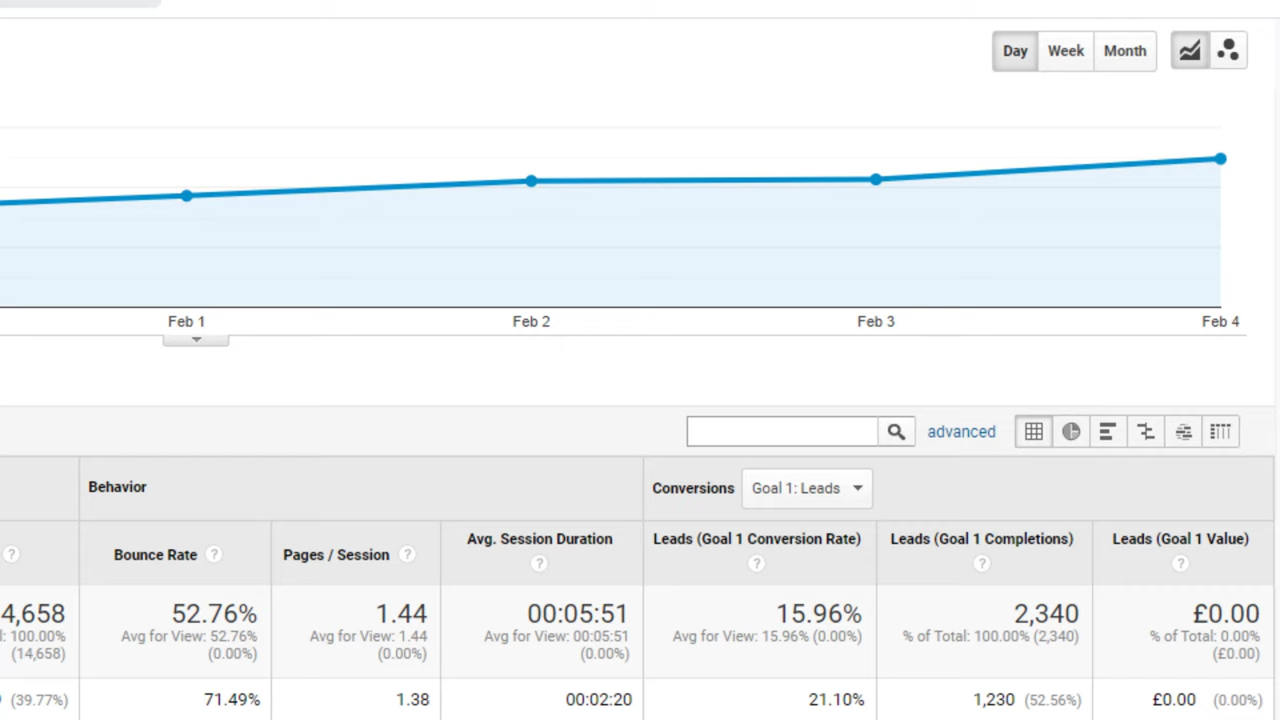 Day Week Month
Feb 1 Feb 2 Feb 3 Feb 4
advanced
Behavior Conversions Goal 1: Leads
? Bounce Rate ? Pages / Session ? Avg. Session Duration ? Leads (Goal 1 Conversion Rate) ? Leads (Goal 1 Completions) ? Leads (Goal 1 Value) ?
4,658 52.76% 1.44 00:05:51 15.96% 2,340 £0.00
l: 100.00% Avg for View: 52.76% Avg for View: 1.44 Avg for View: 00:05:51 Avg for View: 15.96% (0.00%) % of Total: 100.00% (2,340) % of Total: 0.00%
(14,658) (0.00%) (0.00%) (0.00%) (£0.00)
(39.77%) 71.49% 1.38 00:02:20 21.10% 1,230 (52.56%) £0.00 (0.00%)